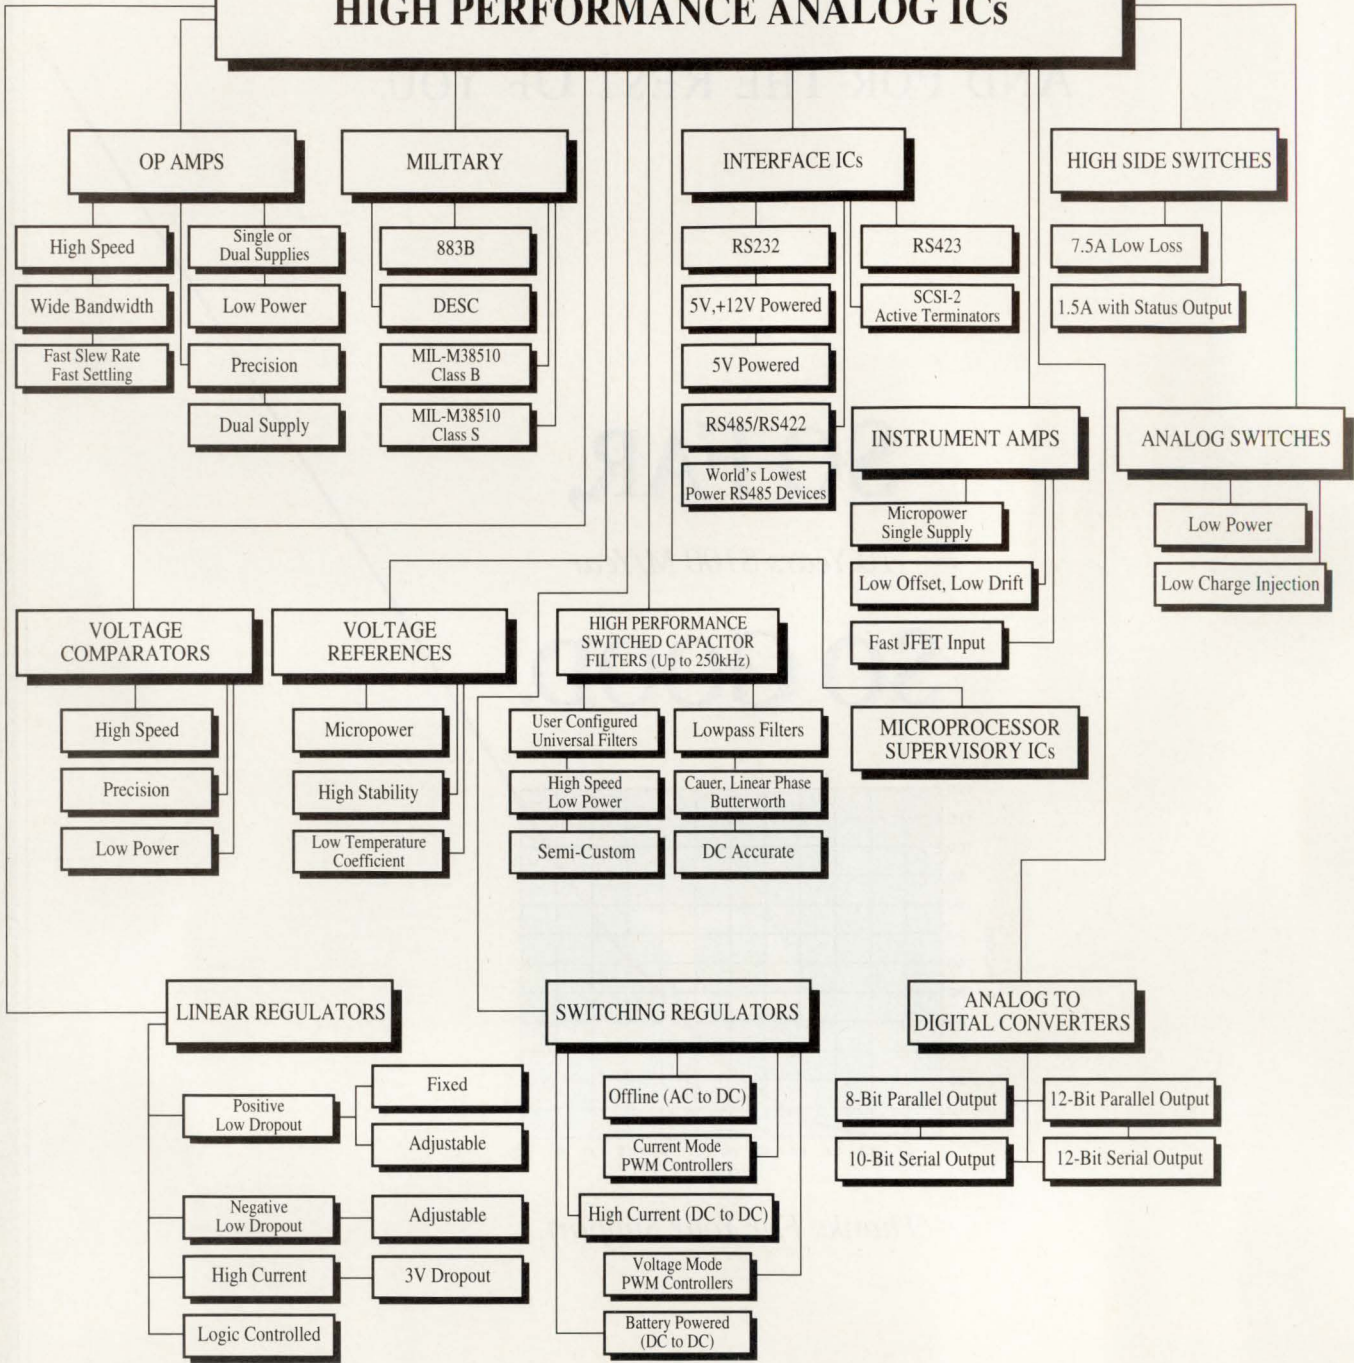 HIGH PERFORMANCE ANALOG ICs
OP AMPS
High Speed
Wide Bandwidth
Fast Slew Rate
Fast Settling
Single or
Dual Supplies
Low Power
Precision
Dual Supply
MILITARY
883B
DESC
MIL-M38510
Class B
MIL-M38510
Class S
INTERFACE ICs
RS232
5V,+12V Powered
5V Powered
RS485/RS422
World's Lowest
Power RS485 Devices
RS423
SCSI-2
Active Terminators
HIGH SIDE SWITCHES
7.5A Low Loss
1.5A with Status Output
INSTRUMENT AMPS
Micropower
Single Supply
Low Offset, Low Drift
Fast JFET Input
ANALOG SWITCHES
Low Power
Low Charge Injection
VOLTAGE
COMPARATORS
High Speed
Precision
Low Power
VOLTAGE
REFERENCES
Micropower
High Stability
Low Temperature
Coefficient
HIGH PERFORMANCE
SWITCHED CAPACITOR
FILTERS (Up to 250kHz)
User Configured
Universal Filters
High Speed
Low Power
Semi-Custom
Lowpass Filters
Cauer, Linear Phase
Butterworth
DC Accurate
MICROPROCESSOR
SUPERVISORY ICs
LINEAR REGULATORS
Positive
Low Dropout
Fixed
Adjustable
Negative
Low Dropout
Adjustable
High Current
3V Dropout
Logic Controlled
SWITCHING REGULATORS
Offline (AC to DC)
Current Mode
PWM Controllers
High Current (DC to DC)
Voltage Mode
PWM Controllers
Battery Powered
(DC to DC)
ANALOG TO
DIGITAL CONVERTERS
8-Bit Parallel Output
12-Bit Parallel Output
10-Bit Serial Output
12-Bit Serial Output